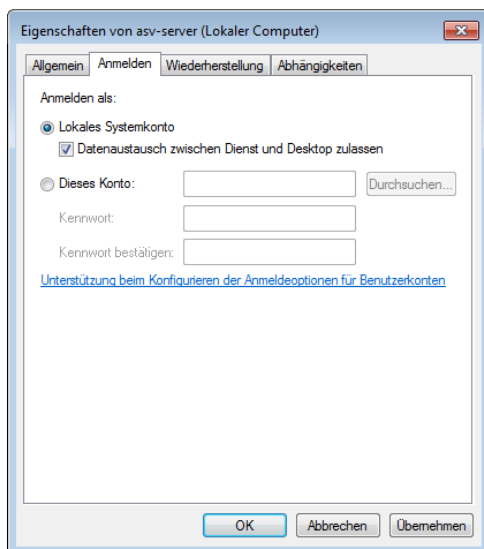 Eigenschaften von asv-server (Lokaler Computer)
Allgemein Anmelden Wiederherstellung Abhängigkeiten
Anmelden als:
Lokales Systemkonto
Datenaustausch zwischen Dienst und Desktop zulassen
Dieses Konto: Durchsuchen...
Kennwort:
Kennwort bestätigen:
Unterstützung beim Konfigurieren der Anmeldeoptionen für Benutzerkonten
OK Abbrechen Übernehmen